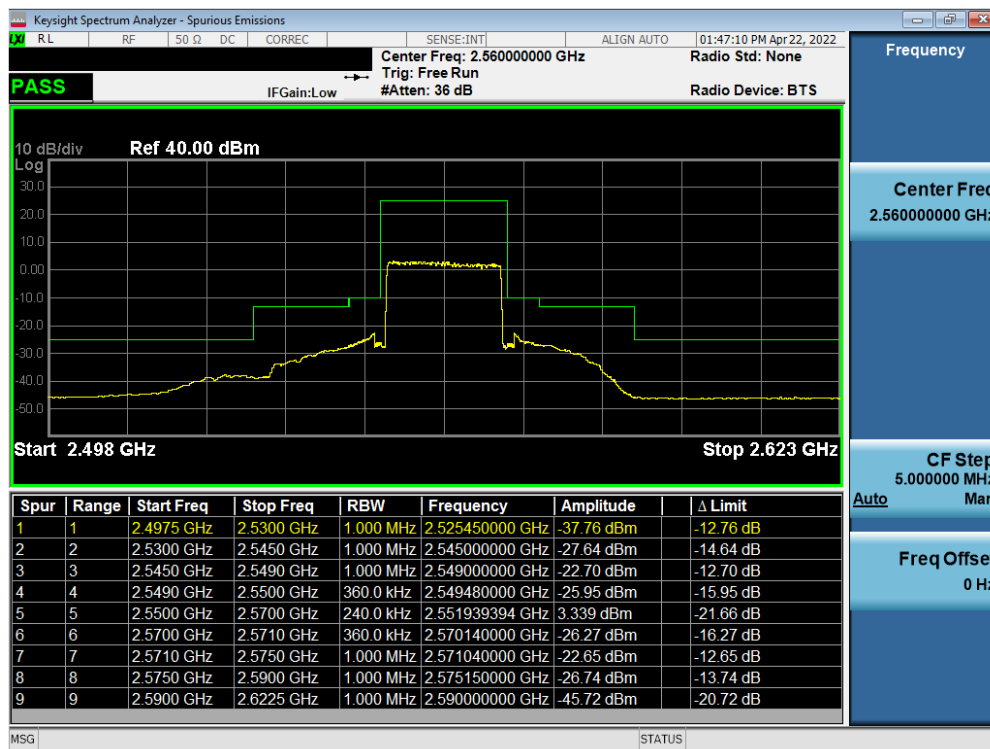 Keysight Spectrum Analyzer - Spurious Emissions
LXI RL RF 50 Ω DC CORREC SENSE:INT ALIGN AUTO 01:47:10 PM Apr 22, 2022
Center Freq: 2.560000000 GHz Radio Std: None
Trig: Free Run
PASS IFGain:Low #Atten: 36 dB Radio Device: BTS
Frequency
10 dB/div Ref 40.00 dBm
Log
30.0
20.0
10.0
0.00
-10.0
-20.0
-30.0
-40.0
-50.0
Start 2.498 GHz Stop 2.623 GHz
Center Freq
2.560000000 GHz
CF Step
5.000000 MHz
Auto Man
Freq Offset
0 Hz
Spur Range Start Freq Stop Freq RBW Frequency Amplitude Δ Limit
1 1 2.4975 GHz 2.5300 GHz 1.000 MHz 2.525450000 GHz -37.76 dBm -12.76 dB
2 2 2.5300 GHz 2.5450 GHz 1.000 MHz 2.545000000 GHz -27.64 dBm -14.64 dB
3 3 2.5450 GHz 2.5490 GHz 1.000 MHz 2.549000000 GHz -22.70 dBm -12.70 dB
4 4 2.5490 GHz 2.5500 GHz 360.0 kHz 2.549480000 GHz -25.95 dBm -15.95 dB
5 5 2.5500 GHz 2.5700 GHz 240.0 kHz 2.551939394 GHz 3.339 dBm -21.66 dB
6 6 2.5700 GHz 2.5710 GHz 360.0 kHz 2.570140000 GHz -26.27 dBm -16.27 dB
7 7 2.5710 GHz 2.5750 GHz 1.000 MHz 2.571040000 GHz -22.65 dBm -12.65 dB
8 8 2.5750 GHz 2.5900 GHz 1.000 MHz 2.575150000 GHz -26.74 dBm -13.74 dB
9 9 2.5900 GHz 2.6225 GHz 1.000 MHz 2.590000000 GHz -45.72 dBm -20.72 dB
MSG STATUS